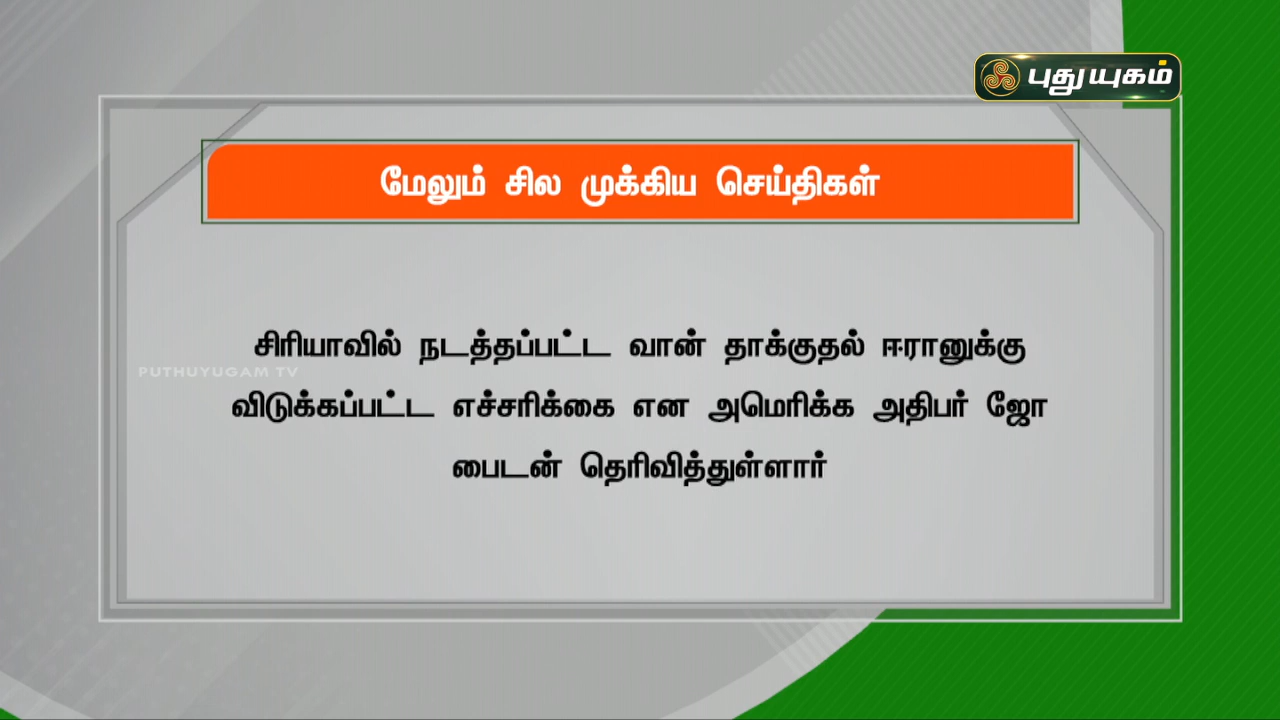 புதுயுகம்
மேலும் சில முக்கிய செய்திகள்
சிரியாவில் நடத்தப்பட்ட வான் தாக்குதல் ஈரானுக்கு
PUTHUYUGAM TV
விடுக்கப்பட்ட எச்சரிக்கை என அமெரிக்க அதிபர் ஜோ
பைடன் தெரிவித்துள்ளார்